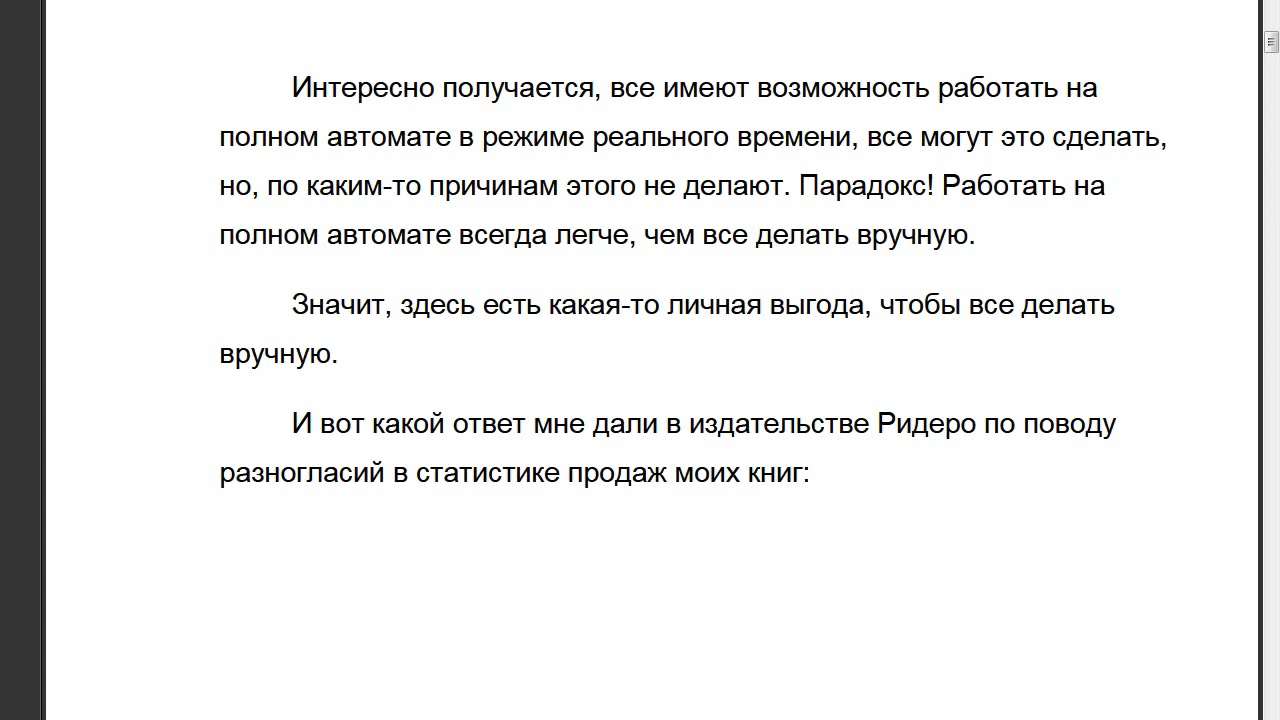 Интересно получается, все имеют возможность работать на
полном автомате в режиме реального времени, все могут это сделать,
но, по каким-то причинам этого не делают. Парадокс! Работать на
полном автомате всегда легче, чем все делать вручную.
Значит, здесь есть какая-то личная выгода, чтобы все делать
вручную.
И вот какой ответ мне дали в издательстве Ридеро по поводу
разногласий в статистике продаж моих книг: